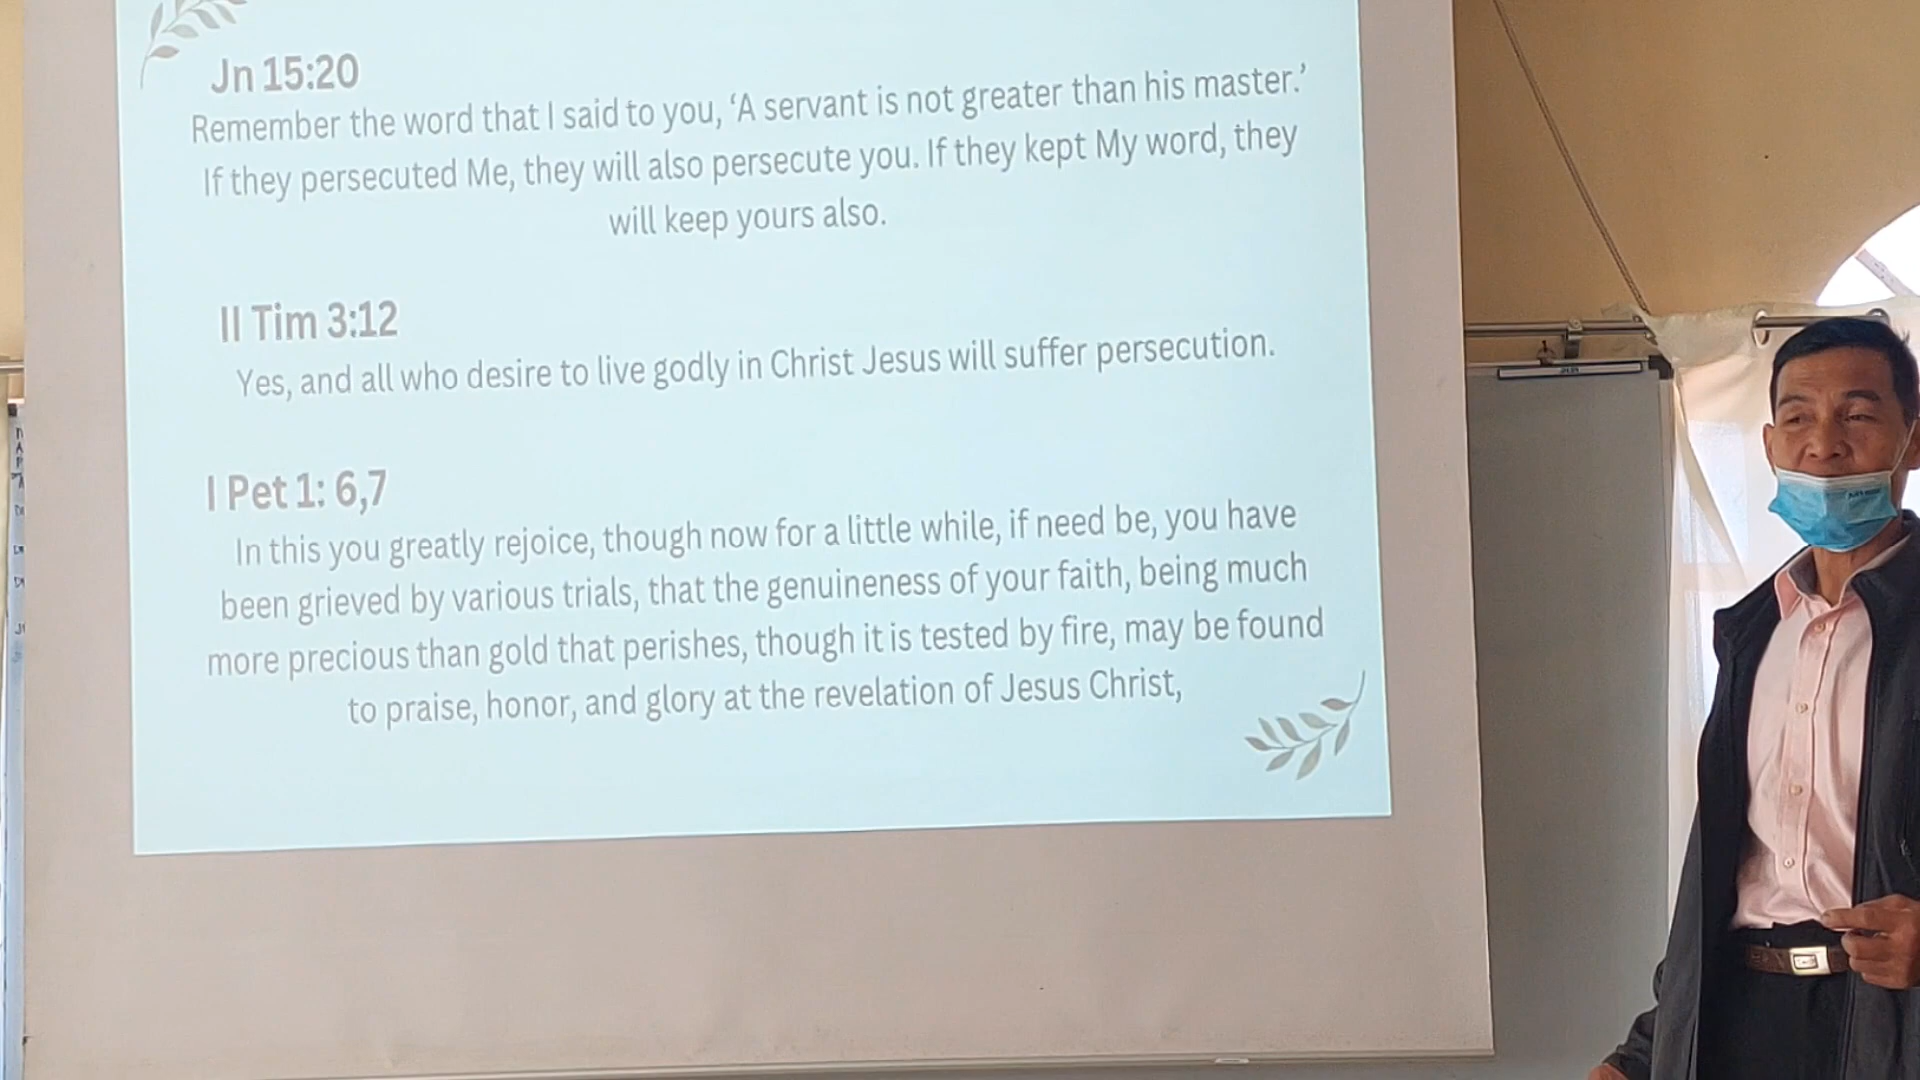 Jn 15:20
Remember the word that I said to you, ‘A servant is not greater than his master.’
If they persecuted Me, they will also persecute you. If they kept My word, they
will keep yours also.
II Tim 3:12
Yes, and all who desire to live godly in Christ Jesus will suffer persecution.
I Pet 1: 6,7
In this you greatly rejoice, though now for a little while, if need be, you have
been grieved by various trials, that the genuineness of your faith, being much
more precious than gold that perishes, though it is tested by fire, may be found
to praise, honor, and glory at the revelation of Jesus Christ,